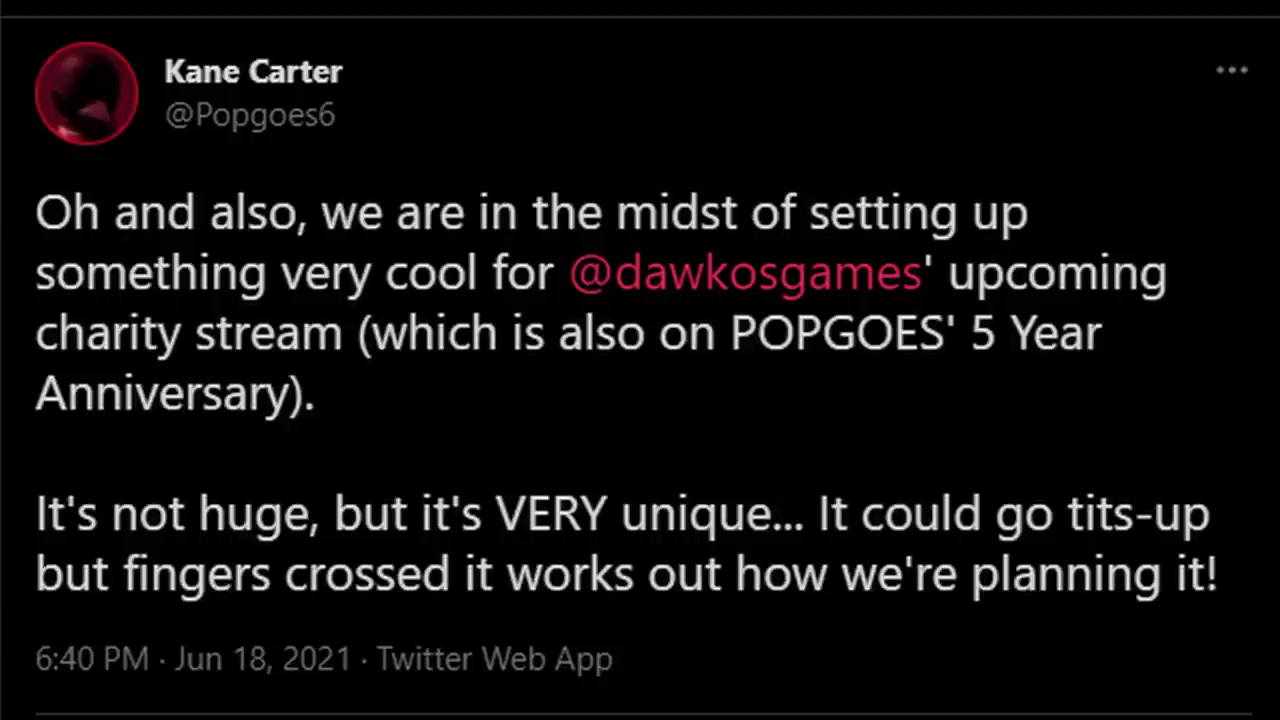 Kane Carter
@Popgoes6
Oh and also, we are in the midst of setting up
something very cool for @dawkosgames' upcoming
charity stream (which is also on POPGOES' 5 Year
Anniversary).
It's not huge, but it's VERY unique... It could go tits-up
but fingers crossed it works out how we're planning it!
6:40 PM · Jun 18, 2021 · Twitter Web App